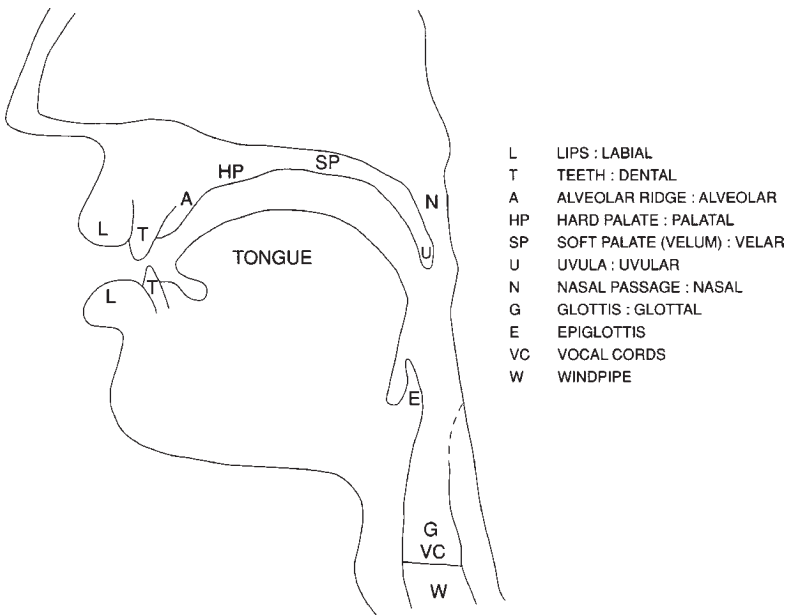 SP
HP
N
A
L
T
U
TONGUE
L
T
E
G
VC
W
L LIPS : LABIAL
T TEETH : DENTAL
A ALVEOLAR RIDGE : ALVEOLAR
HP HARD PALATE : PALATAL
SP SOFT PALATE (VELUM) : VELAR
U UVULA : UVULAR
N NASAL PASSAGE : NASAL
G GLOTTIS : GLOTTAL
E EPIGLOTTIS
VC VOCAL CORDS
W WINDPIPE